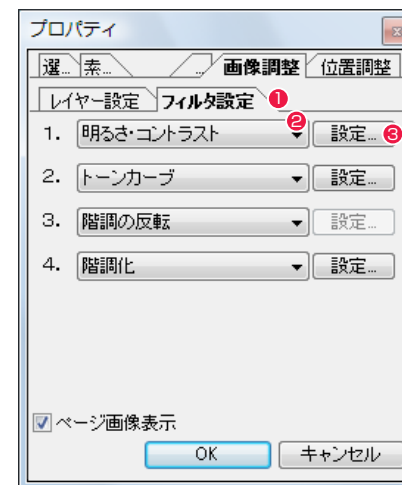 プロパティ
選... 素... ... 画像調整 位置調整
レイヤー設定 フィルタ設定 1
2
1. 明るさ・コントラスト 設定... 3
2. トーンカーブ 設定...
3. 階調の反転 設定...
4. 階調化 設定...
ページ画像表示
OK キャンセル